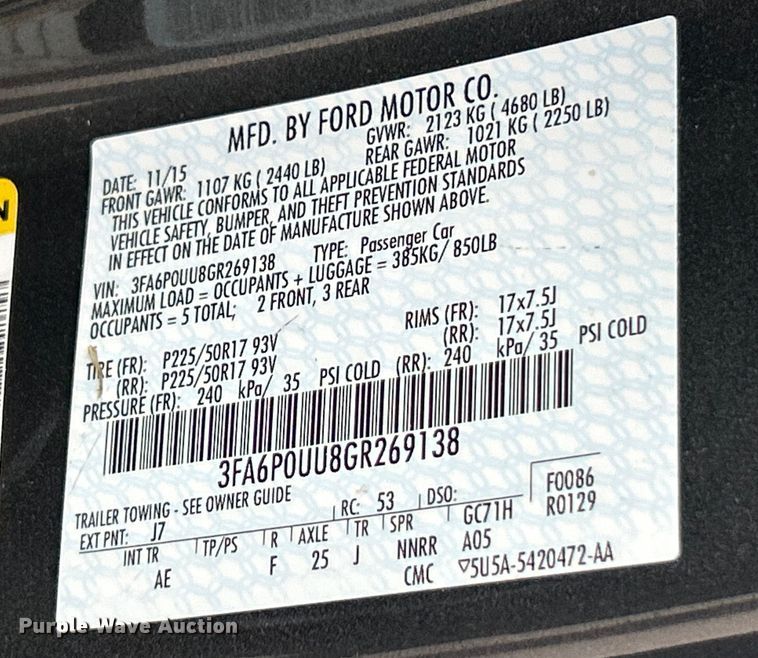 MFD. BY FORD MOTOR CO.
DATE: 11/15 GVWR: 2123 KG ( 4680 LB)
FRONT GAWR: 1107 KG ( 2440 LB) REAR GAWR: 1021 KG ( 2250 LB)
THIS VEHICLE CONFORMS TO ALL APPLICABLE FEDERAL MOTOR
VEHICLE SAFETY, BUMPER, AND THEFT PREVENTION STANDARDS
IN EFFECT ON THE DATE OF MANUFACTURE SHOWN ABOVE.
VIN: 3FA6P0UU8GR269138 TYPE: Passenger Car
MAXIMUM LOAD = OCCUPANTS + LUGGAGE = 385KG/ 850LB
OCCUPANTS = 5 TOTAL; 2 FRONT, 3 REAR
TIRE (FR): P225/50R17 93V RIMS (FR): 17x7.5J
(RR): P225/50R17 93V (RR): 17x7.5J
PRESSURE (FR): 240 kPa/ 35 PSI COLD (RR): 240 kPa/ 35 PSI COLD
3FA6P0UU8GR269138
TRAILER TOWING - SEE OWNER GUIDE
EXT PNT: J7 RC: 53 DSO: F0086
INT TR TP/PS R AXLE TR SPR GC71H R0129
AE F 25 J NNRR A05
CMC ▽5U5A-5420472-AA
N
Purple Wave Auction